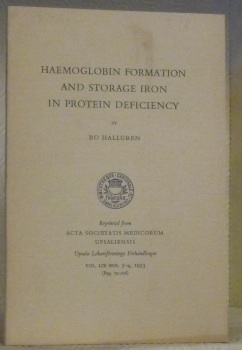 HAEMOGLOBIN FORMATION
AND STORAGE IRON
IN PROTEIN DEFICIENCY
BY
BO HALLGREN
Reprinted from
ACTA SOCIETATIS MEDICORUM
UPSALIENSIS
Upsala Läkareförenings Förhandlingar
VOL.